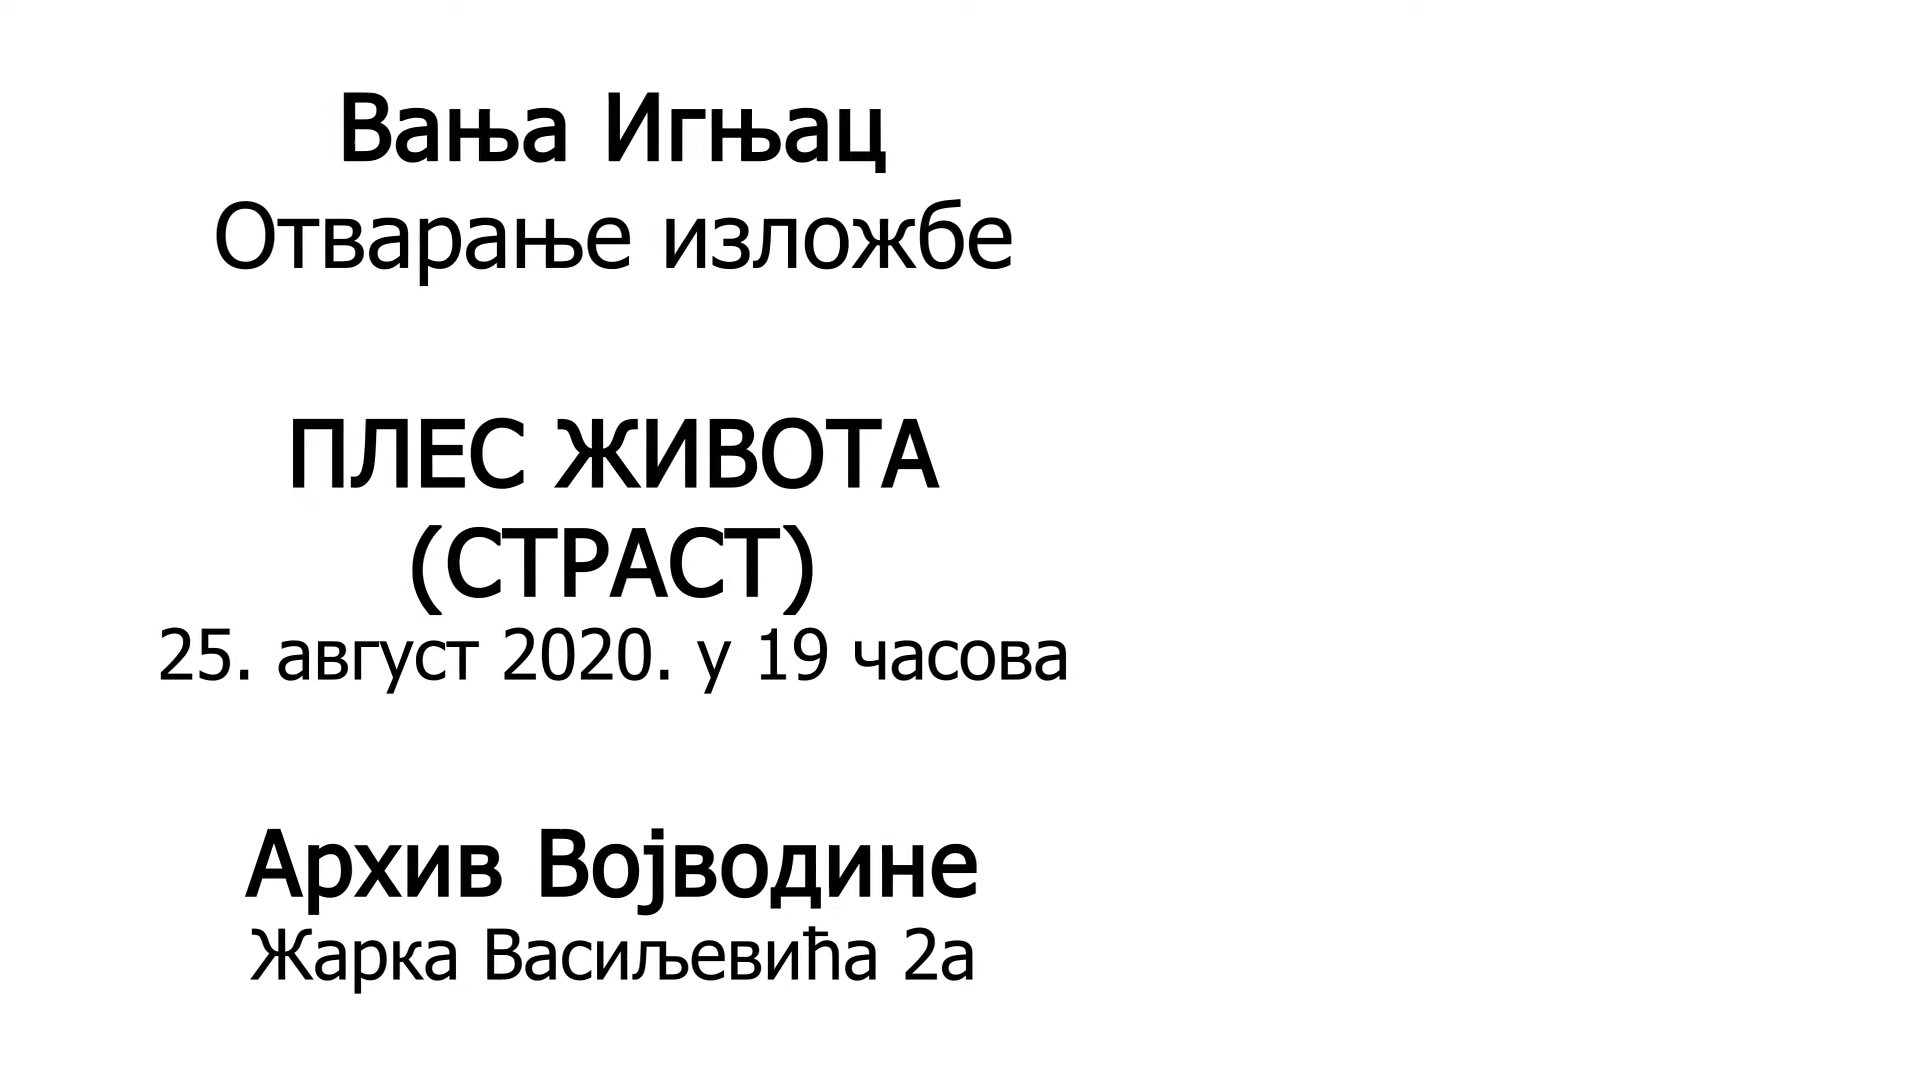 Вања Игњац
Отварање изложбе
ПЛЕС ЖИВОТА
(СТРАСТ)
25. август 2020. у 19 часова
Архив Војводине
Жарка Васиљевића 2а